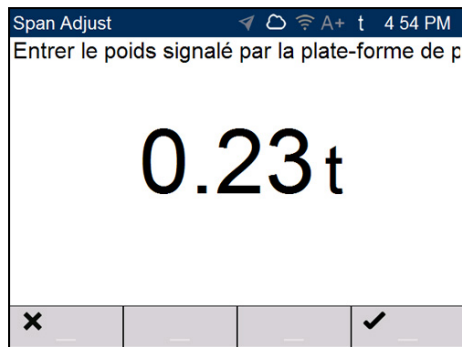 Span Adjust A+ t 4 54 PM
Entrer le poids signalé par la plate-forme de p
0.23 t